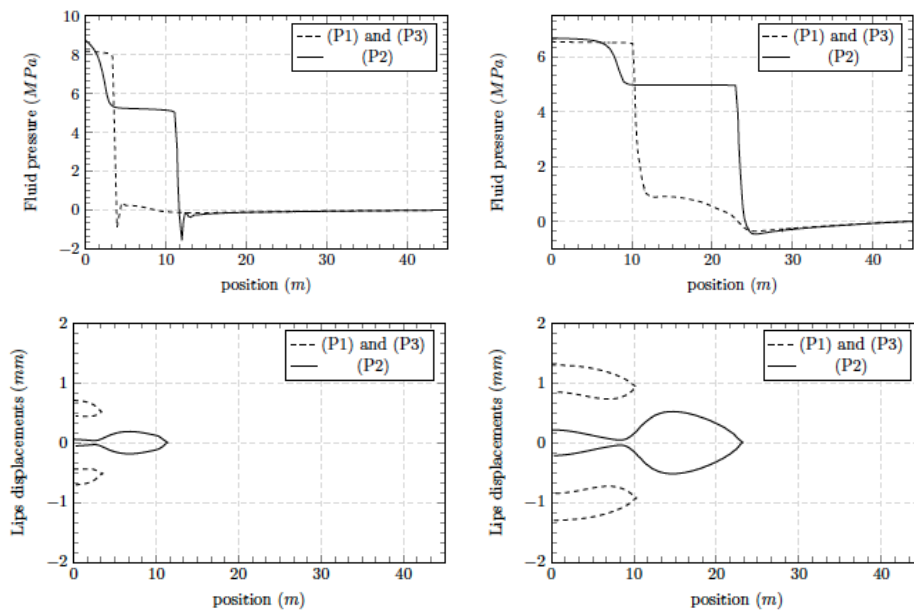 10
8
6
4
2
0
−2
0
10
20
30
40
Fluid pressure (MPa)
position (m)
(P1) and (P3)
(P2)
6
4
2
0
0
10
20
30
40
Fluid pressure (MPa)
position (m)
(P1) and (P3)
(P2)
2
1
0
−1
−2
0
10
20
30
40
Lips displacements (mm)
position (m)
(P1) and (P3)
(P2)
2
1
0
−1
−2
0
10
20
30
40
Lips displacements (mm)
position (m)
(P1) and (P3)
(P2)